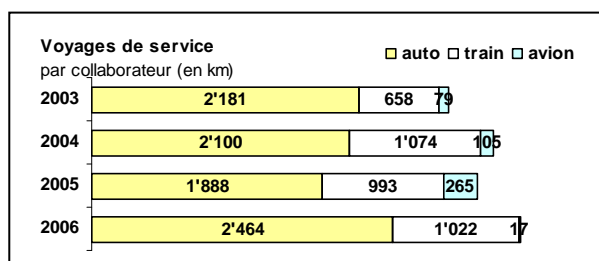 Voyages de service
par collaborateur (en km)
auto train avion
2003 2'181 658 79
2004 2'100 1'074 105
2005 1'888 993 265
2006 2'464 1'022 17